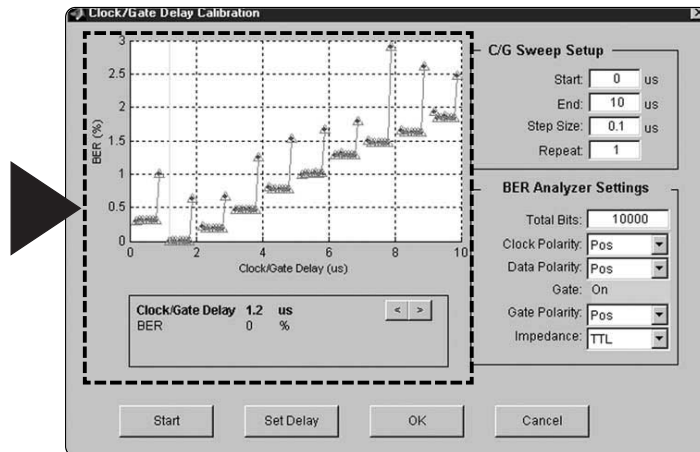 Clock/Gate Delay Calibration
3
2.5
2
1.5
1
0.5
0
BER (%)
0 2 4 6 8 10
Clock/Gate Delay (us)
Clock/Gate Delay 1.2 us < >
BER 0 %
C/G Sweep Setup
Start: 0 us
End: 10 us
Step Size: 0.1 us
Repeat: 1
BER Analyzer Settings
Total Bits: 10000
Clock Polarity: Pos
Data Polarity: Pos
Gate: On
Gate Polarity: Pos
Impedance: TTL
Start Set Delay OK Cancel